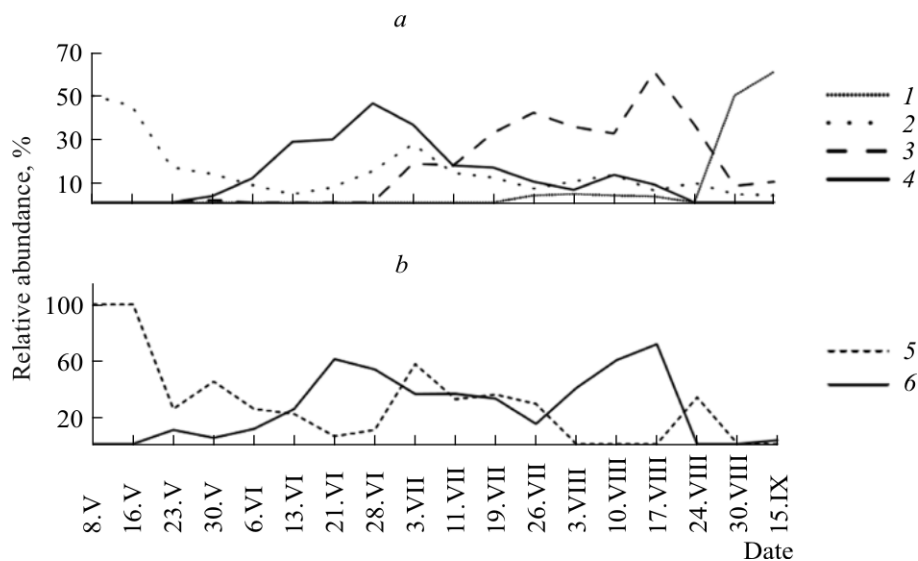 a
70
50
30
10
1
2
3
4
Relative abundance, %
b
100
60
20
5
6
8.V
16.V
23.V
30.V
6.VI
13.VI
21.VI
28.VI
3.VII
11.VII
19.VII
26.VII
3.VIII
10.VIII
17.VIII
24.VIII
30.VIII
15.IX
Date